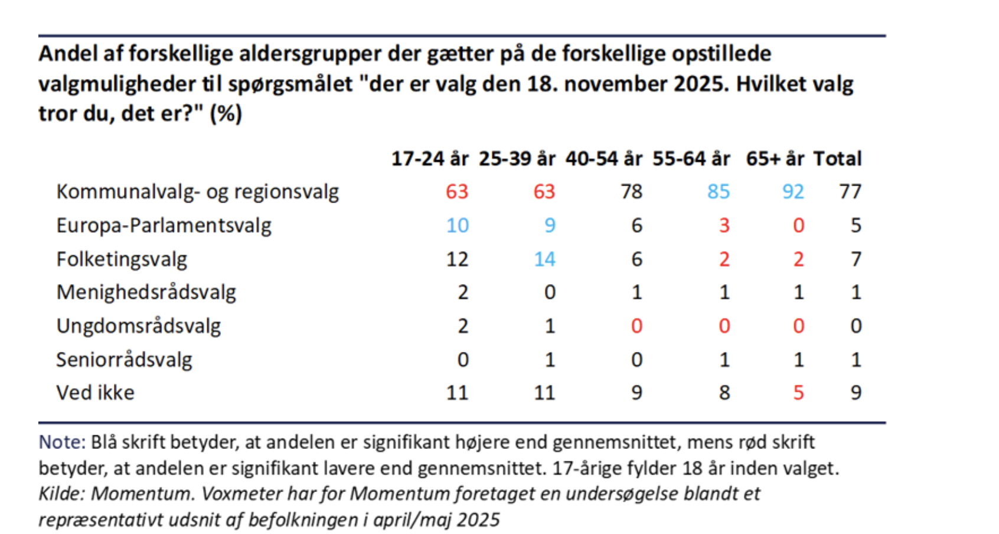 Andel af forskellige aldersgrupper der gætter på de forskellige opstillede
valgmuligheder til spørgsmålet "der er valg den 18. november 2025. Hvilket valg
tror du, det er?" (%)
17-24 år 25-39 år 40-54 år 55-64 år 65+ år Total
Kommunalvalg- og regionsvalg 63 63 78 85 92 77
Europa-Parlamentsvalg 10 9 6 3 0 5
Folketingsvalg 12 14 6 2 2 7
Menighedsrådsvalg 2 0 1 1 1 1
Ungdomsrådsvalg 2 1 0 0 0 0
Seniorrådsvalg 0 1 0 1 1 1
Ved ikke 11 11 9 8 5 9
Note: Blå skrift betyder, at andelen er signifikant højere end gennemsnittet, mens rød skrift
betyder, at andelen er signifikant lavere end gennemsnittet. 17-årige fylder 18 år inden valget.
Kilde: Momentum. Voxmeter har for Momentum foretaget en undersøgelse blandt et
repræsentativt udsnit af befolkningen i april/maj 2025